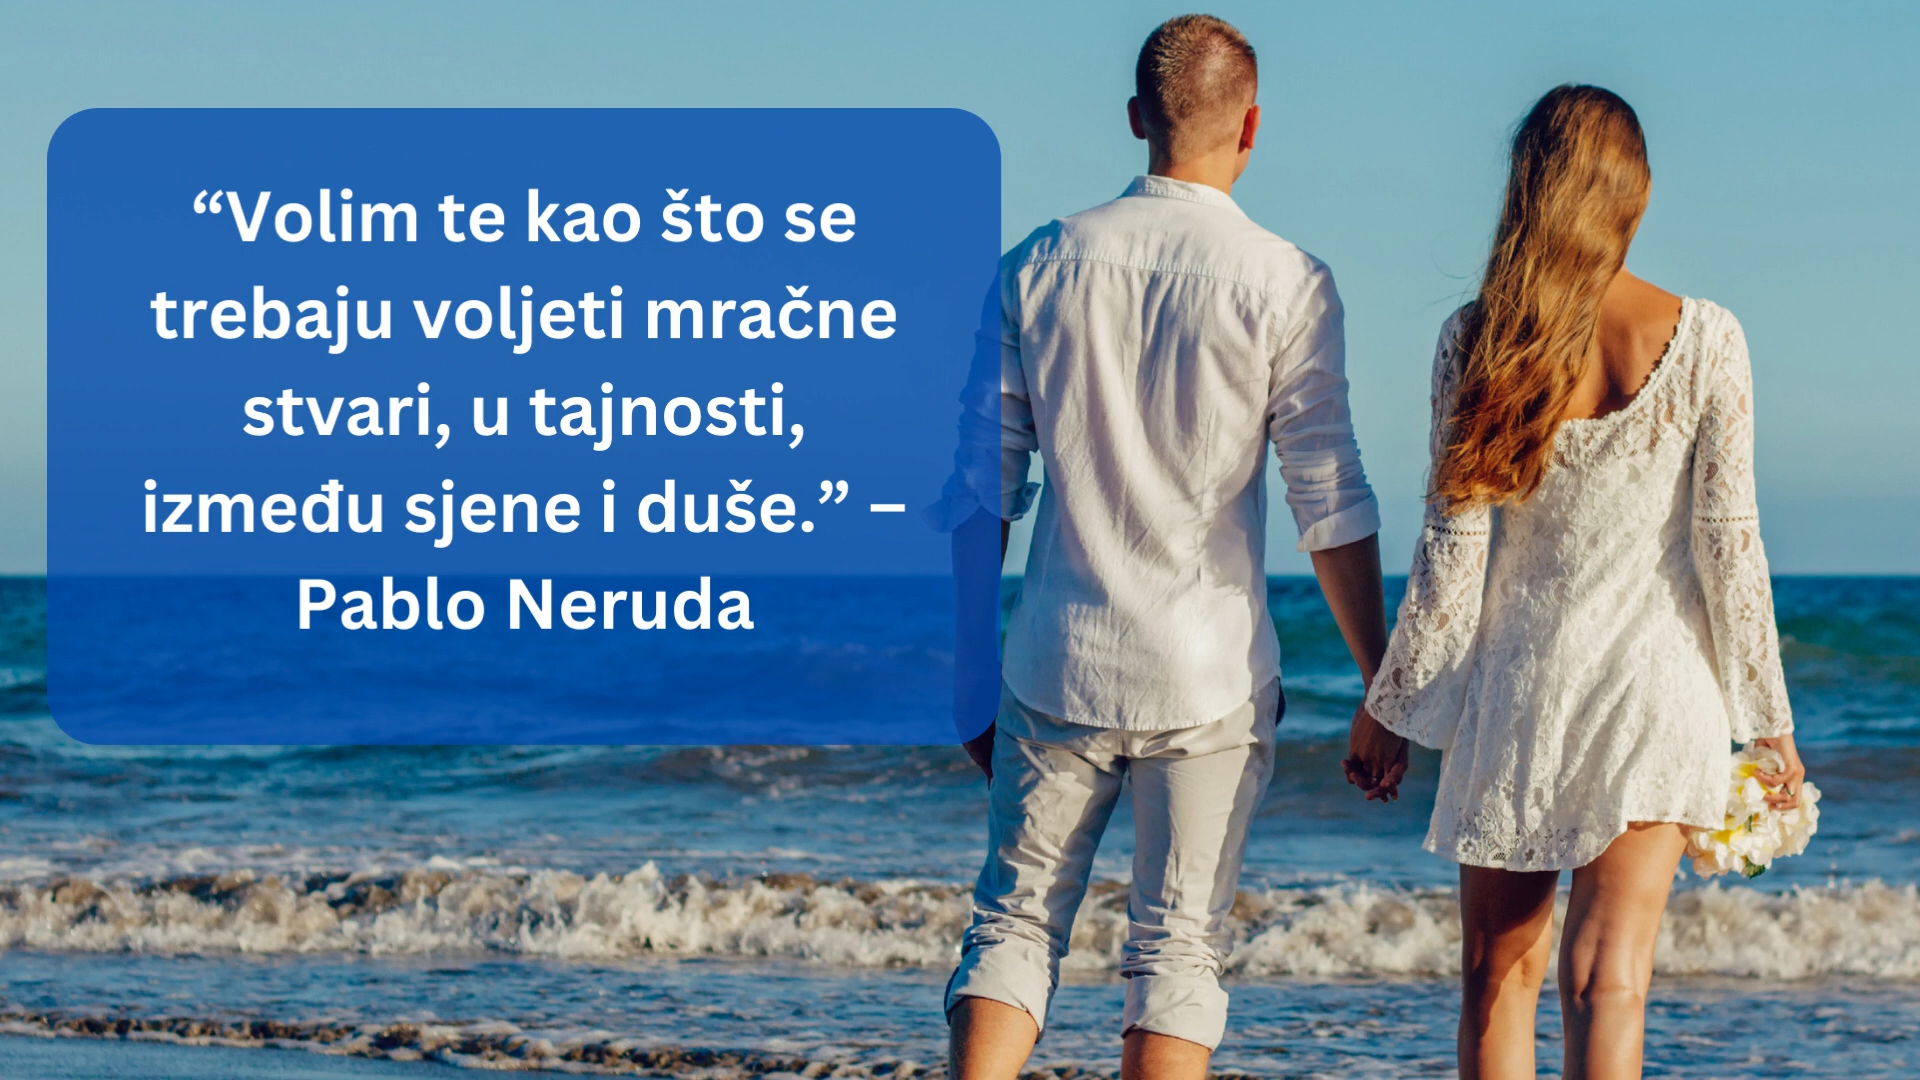 “Volim te kao što se
trebaju voljeti mračne
stvari, u tajnosti,
između sjene i duše.” –
Pablo Neruda